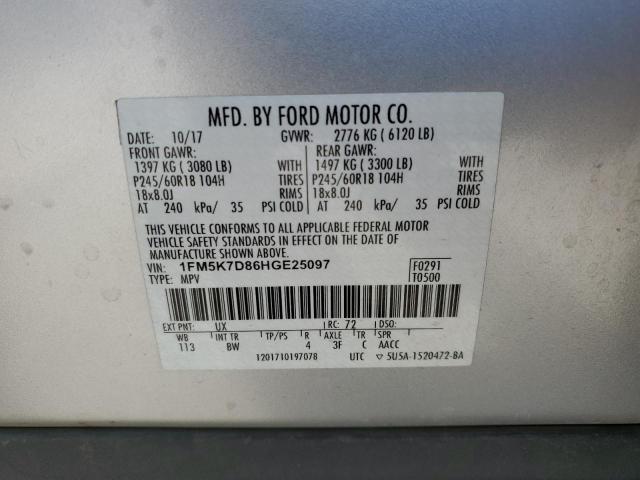 MFD. BY FORD MOTOR CO.
DATE: 10/17 GVWR: 2776 KG ( 6120 LB)
FRONT GAWR: REAR GAWR:
1397 KG ( 3080 LB) WITH 1497 KG ( 3300 LB) WITH
P245/60R18 104H TIRES P245/60R18 104H TIRES
18x8.0J RIMS 18x8.0J RIMS
AT 240 kPa/ 35 PSI COLD AT 240 kPa/ 35 PSI COLD
THIS VEHICLE CONFORMS TO ALL APPLICABLE FEDERAL MOTOR
VEHICLE SAFETY STANDARDS IN EFFECT ON THE DATE OF
MANUFACTURE SHOWN ABOVE.
VIN: 1FM5K7D86HGE25097 F0291
TYPE: MPV T0500
EXT PNT: UX RC: 72 DSO:
WB INT TR TP/PS R AXLE TR SPR
113 BW 4 3F C AACC
1201710197078 UTC ▽ 5U5A-1520472-BA